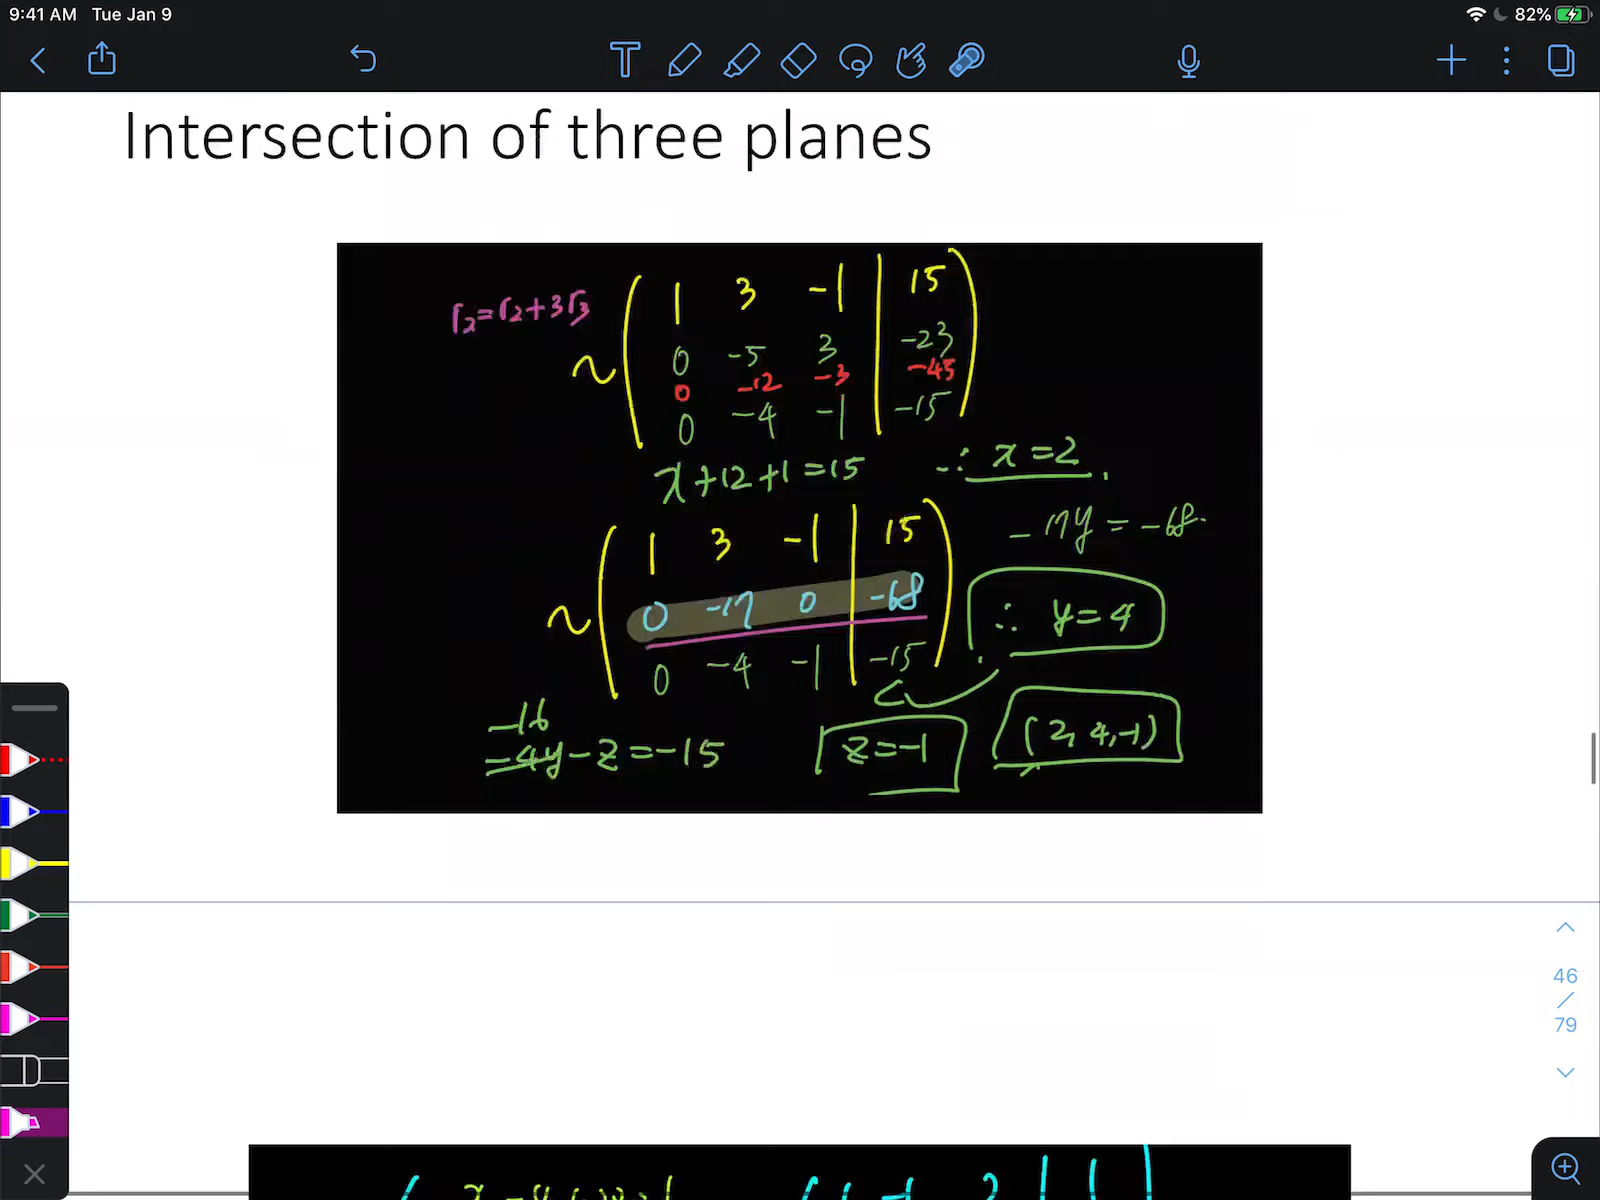 9:41 AM Tue Jan 9 82%
Intersection of three planes
r₂=r₂+3r₃
1 3 -1 | 15
0 -5 3 | -23
0 -12 -3 | -45
~
0 -4 -1 | -15
x+12+1=15 ∴ x=2.
1 3 -1 | 15
-17y = -68.
~ 0 -17 0 | -68
∴ y=4
0 -4 -1 | -15
-16
-4y-z=-15
z=-1
(2, 4, -1)
46
/
79